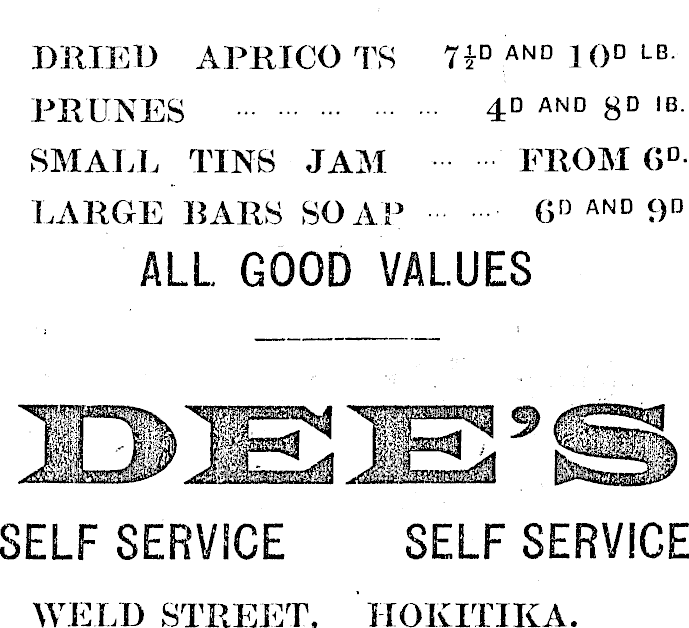 DRIED APRICOTS 7½D AND 10D LB.
PRUNES ... ... ... ... ... 4D AND 8D lB.
SMALL TINS JAM ... ... FROM 6D.
LARGE BARS SOAP ... .... 6D AND 9D
ALL GOOD VALUES
DEE'S
SELF SERVICE SELF SERVICE
WELD STREET, HOKITIKA.